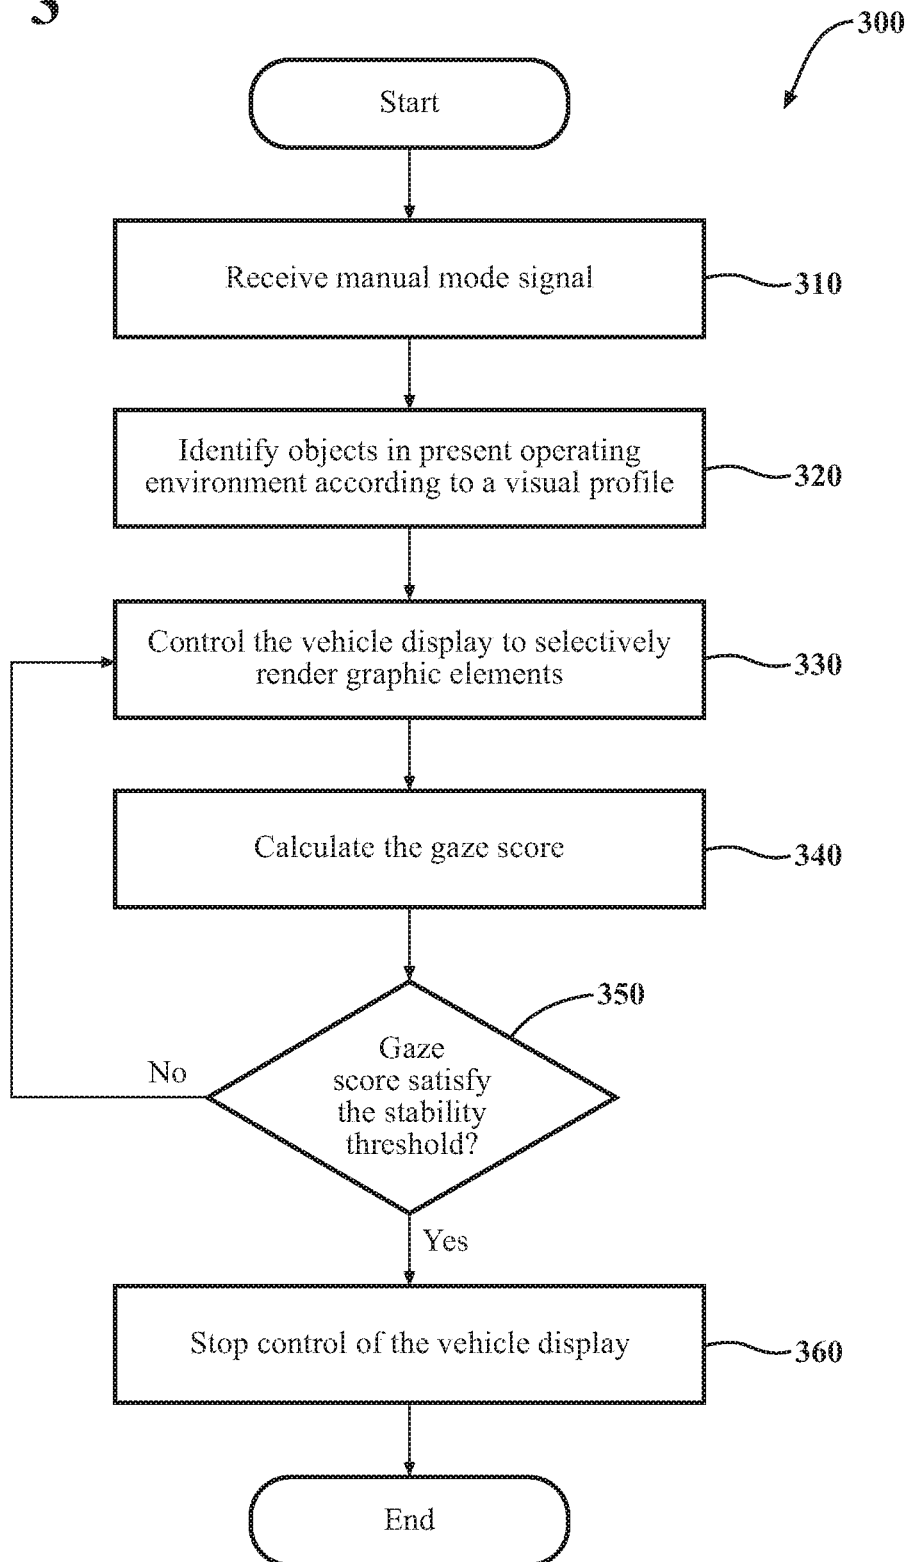 300
Start
Receive manual mode signal
310
Identify objects in present operating
environment according to a visual profile
320
Control the vehicle display to selectively
render graphic elements
330
Calculate the gaze score
340
350
Gaze
score satisfy
the stability
threshold?
No
Yes
Stop control of the vehicle display
360
End